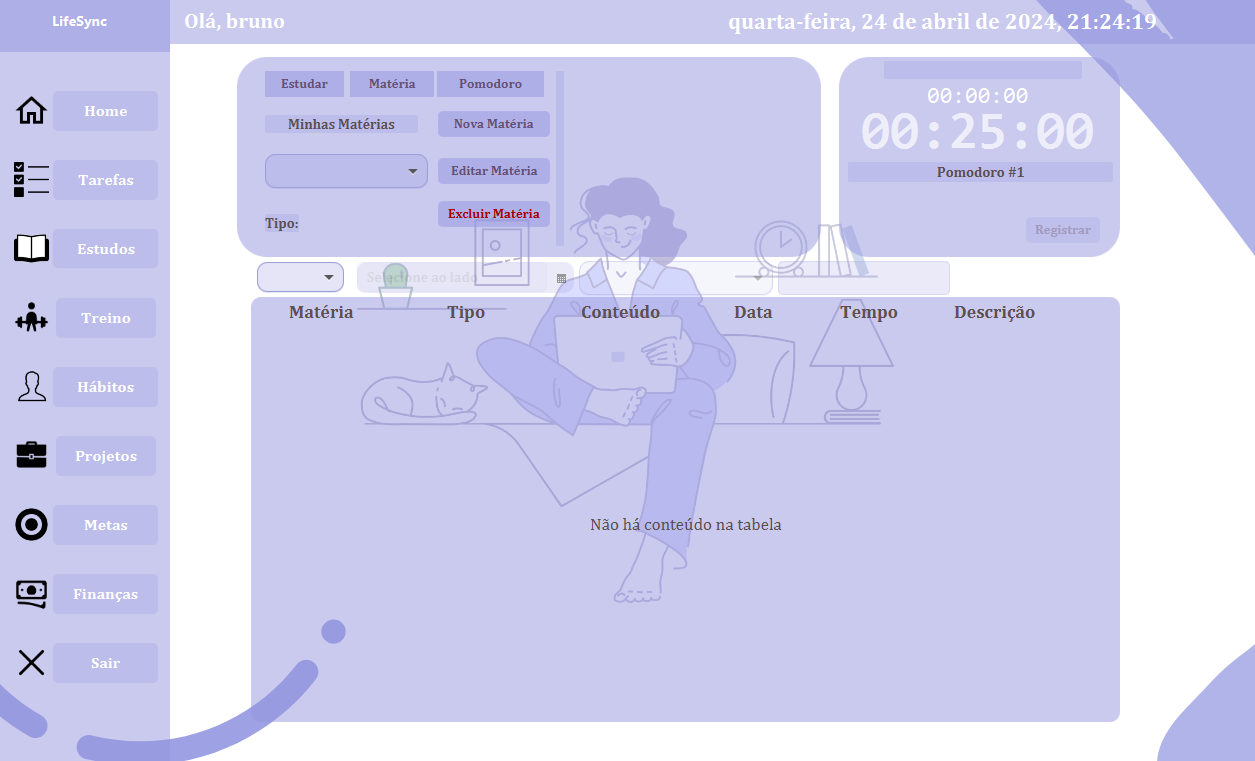 LifeSync
Olá, bruno
quarta-feira, 24 de abril de 2024, 21:24:19
Home
Tarefas
Estudos
Treino
Hábitos
Projetos
Metas
Finanças
Sair
Estudar Matéria Pomodoro
Minhas Matérias
Nova Matéria
Editar Matéria
Excluir Matéria
Tipo:
00:00:00
00:25:00
Pomodoro #1
Registrar
Selecione ao lado
Matéria Tipo Conteúdo Data Tempo Descrição
Não há conteúdo na tabela